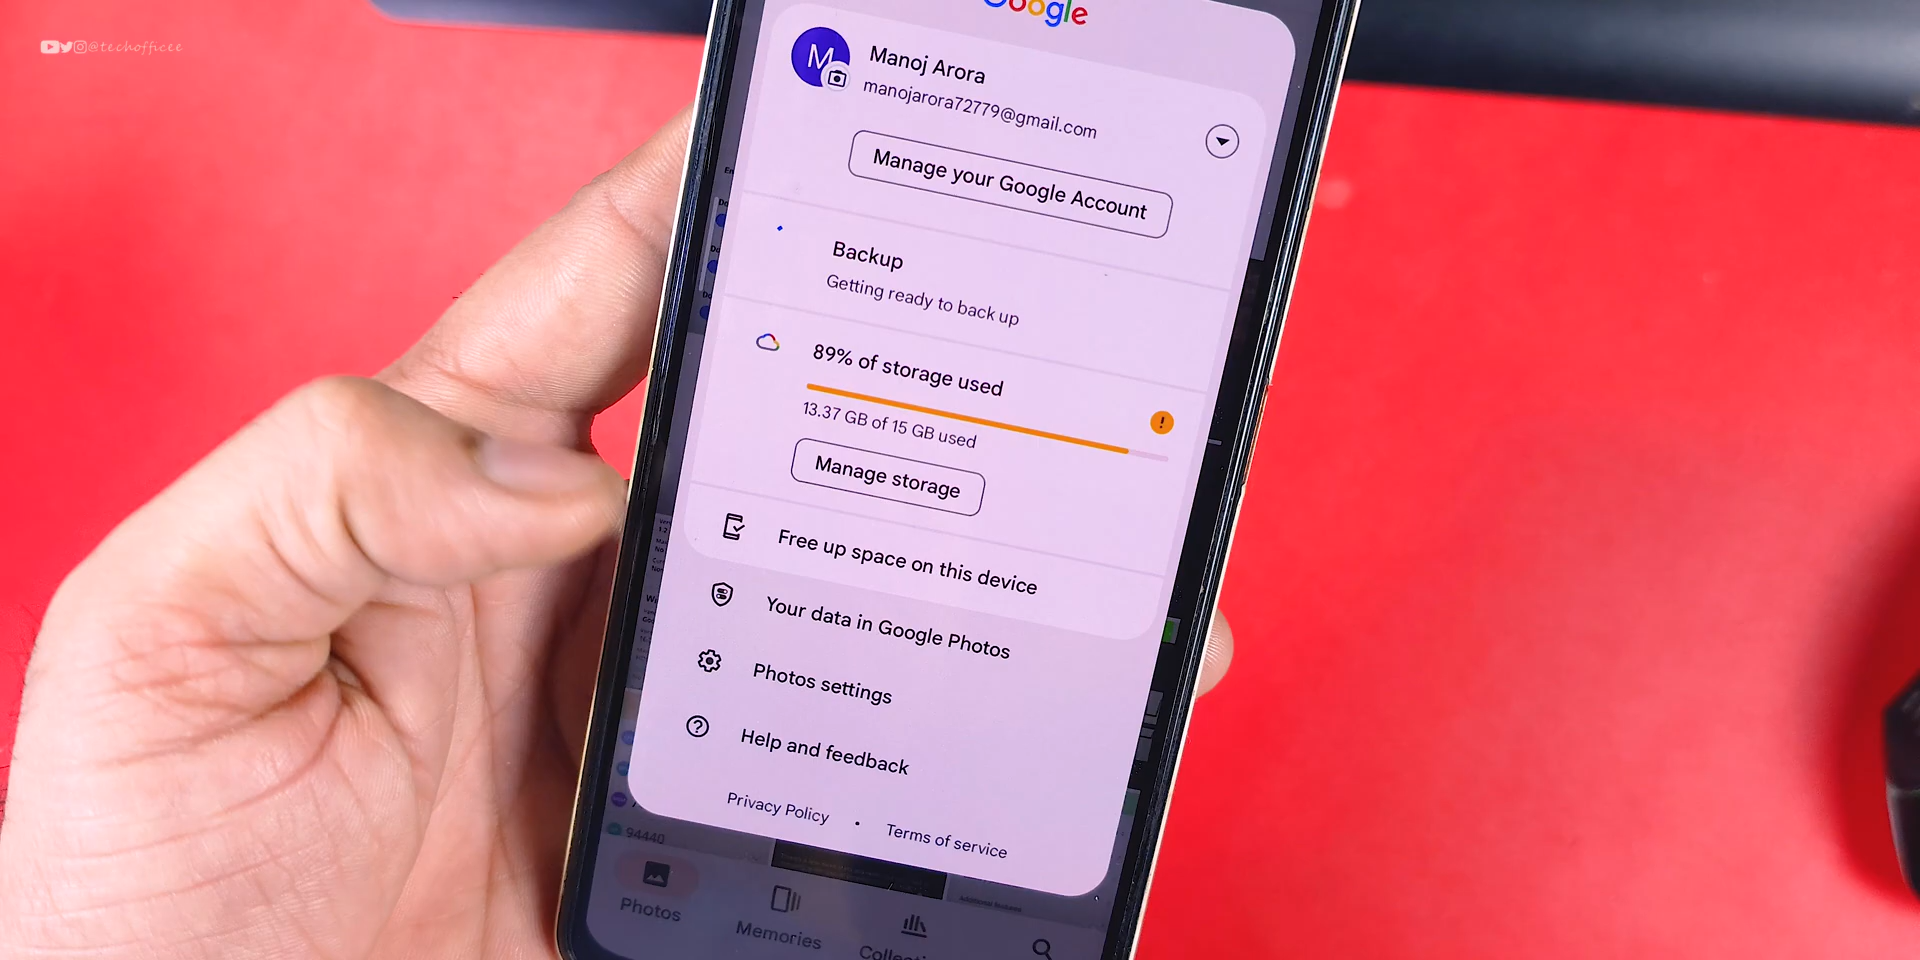 @techofficee
Google
M
Manoj Arora
manojarora72779@gmail.com
Manage your Google Account
Backup
Getting ready to back up
89% of storage used
!
13.37 GB of 15 GB used
Manage storage
Free up space on this device
Your data in Google Photos
Photos settings
Help and feedback
Privacy Policy • Terms of service
94440
Photos
Memories